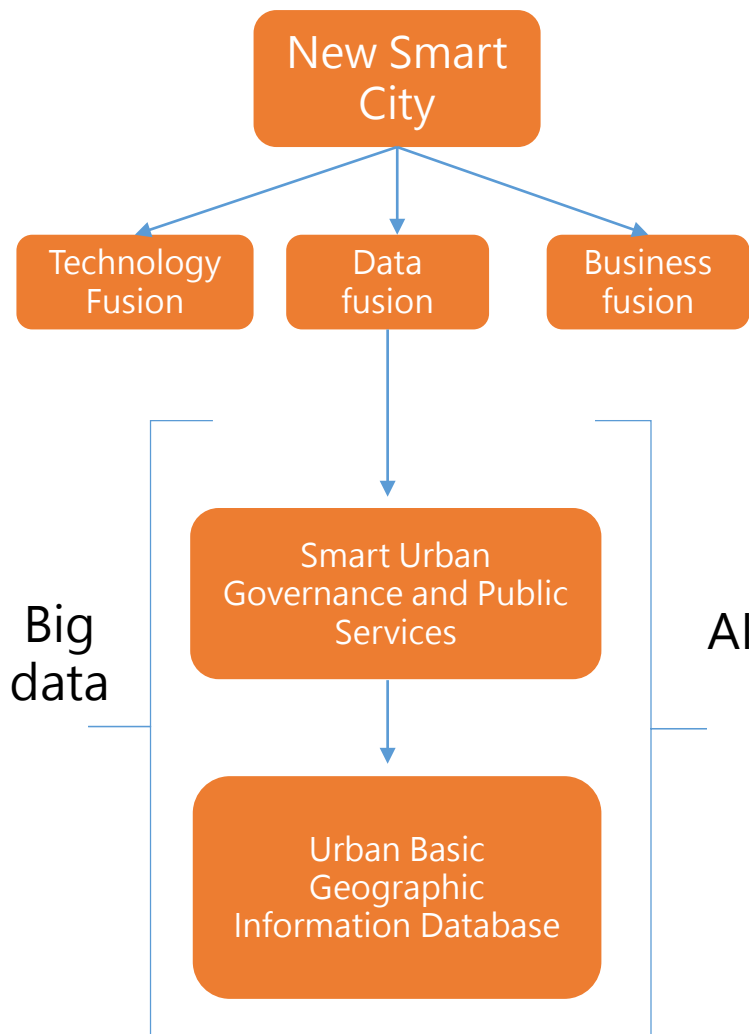 New Smart
City
Technology
Fusion
Data
fusion
Business
fusion
Smart Urban
Governance and Public
Services
Big
data
AI
Urban Basic
Geographic
Information Database